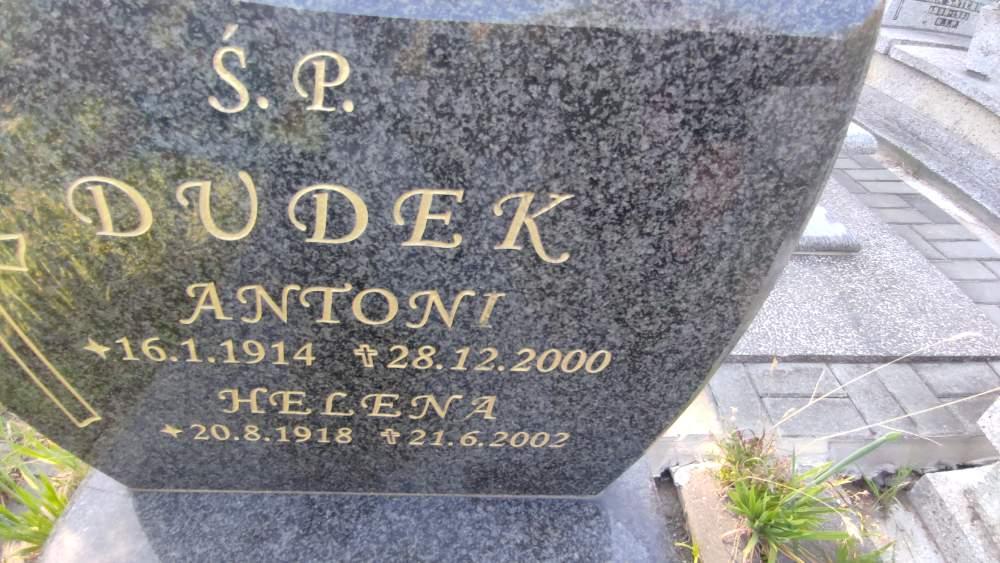 Ś. P.
DUDEK
ANTONI
★16.1.1914 ✝28.12.2000
HELENA
★20.8.1918 ✝21.6.2002